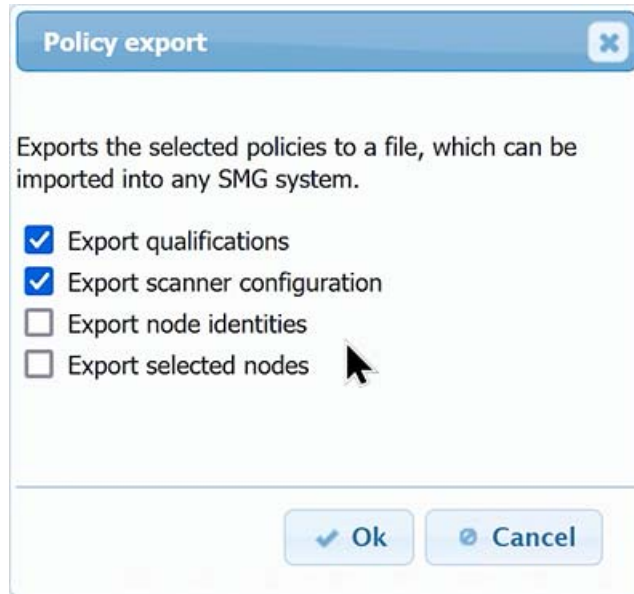 Policy export
Exports the selected policies to a file, which can be
imported into any SMG system.
Export qualifications
Export scanner configuration
Export node identities
Export selected nodes
Ok
Cancel